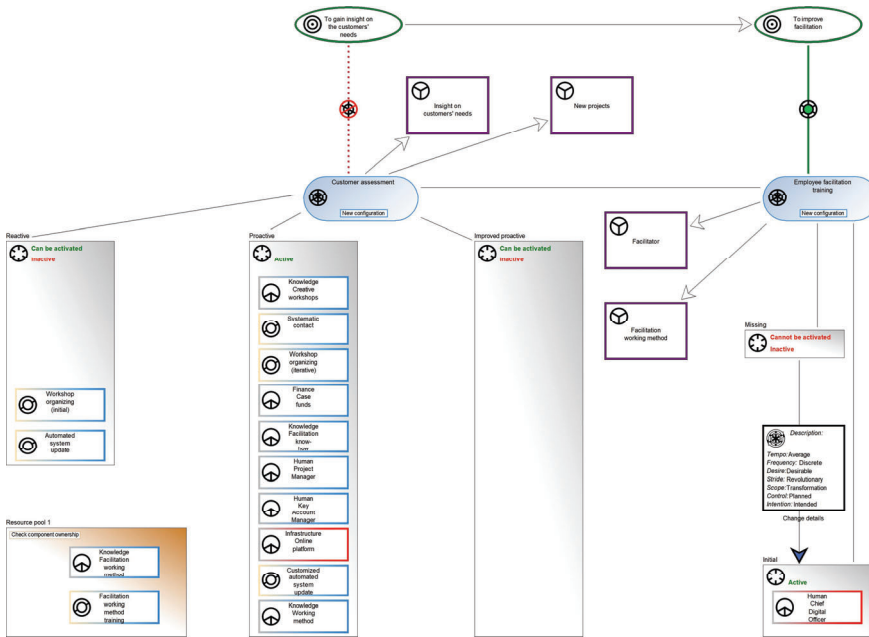 To gain insight on
the customers'
needs
To improve
facilitation
Insight on
customers' needs
New projects
Customer assessment
New configuration
Employee facilitation
training
New configuration
Reactive
Can be activated
Inactive
Proactive
Active
Improved proactive
Can be activated
Inactive
Facilitator
Facilitation
working method
Knowledge
Creative
workshops
Systematic
contact
Workshop
organizing
(iterative)
Finance
Case
funds
Knowledge
Facilitation
know-
Human
Project
Manager
Human
Key
Account
Manager
Infrastructure
Online
platform
Customized
automated
system
update
Knowledge
Working
method
Workshop
organizing
(initial)
Automated
system
update
Resource pool 1
Check component ownership
Knowledge
Facilitation
working
Facilitation
working
method
training
Missing
Cannot be activated
Inactive
Description:
Tempo:Average
Frequency: Discrete
Desire:Desirable
Stride: Revolutionary
Scope:Transformation
Control:Planned
Intention: Intended
Change details
Initial
Active
Human
Chief
Digital
Officer